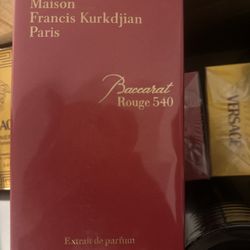 Maison
Francis Kurkdjian
Paris
Baccarat
Rouge 540
Extrait de parfum
VERSACE